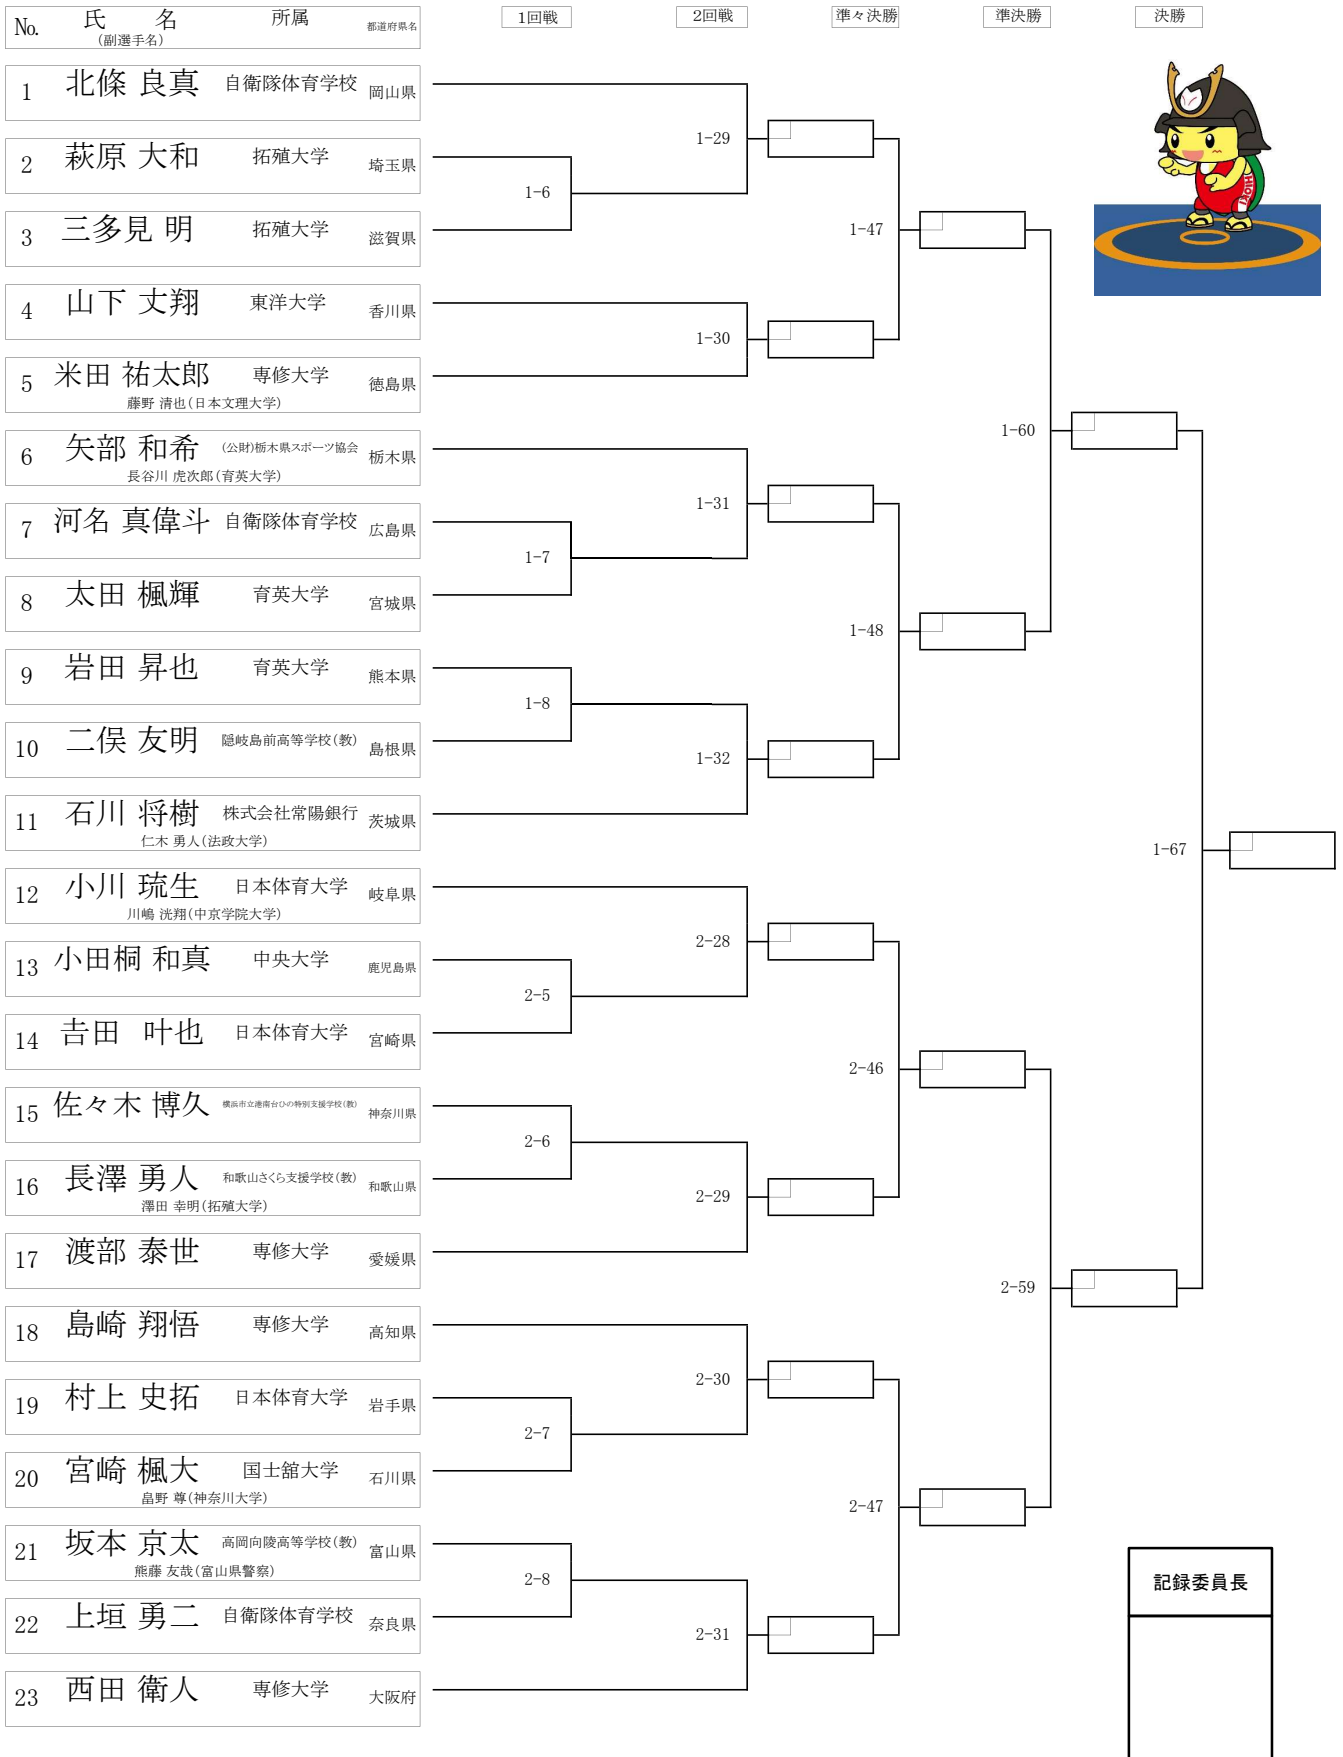 No. 氏 名 所属 都道府県名 1回戦 2回戦 準々決勝 準決勝 決勝
(副選手名)
1 北條 良真 自衛隊体育学校 岡山県
1-29
2 萩原 大和 拓殖大学 埼玉県
1-6
3 三多見 明 拓殖大学 滋賀県
1-47
4 山下 丈翔 東洋大学 香川県
1-30
5 米田 祐太郎 専修大学 徳島県
藤野 清也(日本文理大学)
1-60
6 矢部 和希 (公財)栃木県スポーツ協会 栃木県
長谷川 虎次郎(育英大学)
1-31
7 河名 真偉斗 自衛隊体育学校 広島県
1-7
8 太田 楓輝 育英大学 宮城県
1-48
9 岩田 昇也 育英大学 熊本県
1-8
10 二俣 友明 隠岐島前高等学校(教) 島根県
1-32
11 石川 将樹 株式会社常陽銀行 茨城県
仁木 勇人(法政大学)
1-67
12 小川 琉生 日本体育大学 岐阜県
川嶋 洸翔(中京学院大学)
2-28
13 小田桐 和真 中央大学 鹿児島県
2-5
14 吉田 叶也 日本体育大学 宮崎県
2-46
15 佐々木 博久 横浜市立港南台ひの特別支援学校(教) 神奈川県
2-6
16 長澤 勇人 和歌山さくら支援学校(教) 和歌山県
澤田 幸明(拓殖大学)
2-29
17 渡部 泰世 専修大学 愛媛県
2-59
18 島崎 翔悟 専修大学 高知県
2-30
19 村上 史拓 日本体育大学 岩手県
2-7
20 宮崎 楓大 国士舘大学 石川県
畠野 尊(神奈川大学)
2-47
21 坂本 京太 高岡向陵高等学校(教) 富山県
熊藤 友哉(富山県警察)
2-8
22 上垣 勇二 自衛隊体育学校 奈良県
2-31
23 西田 衛人 専修大学 大阪府
記録委員長